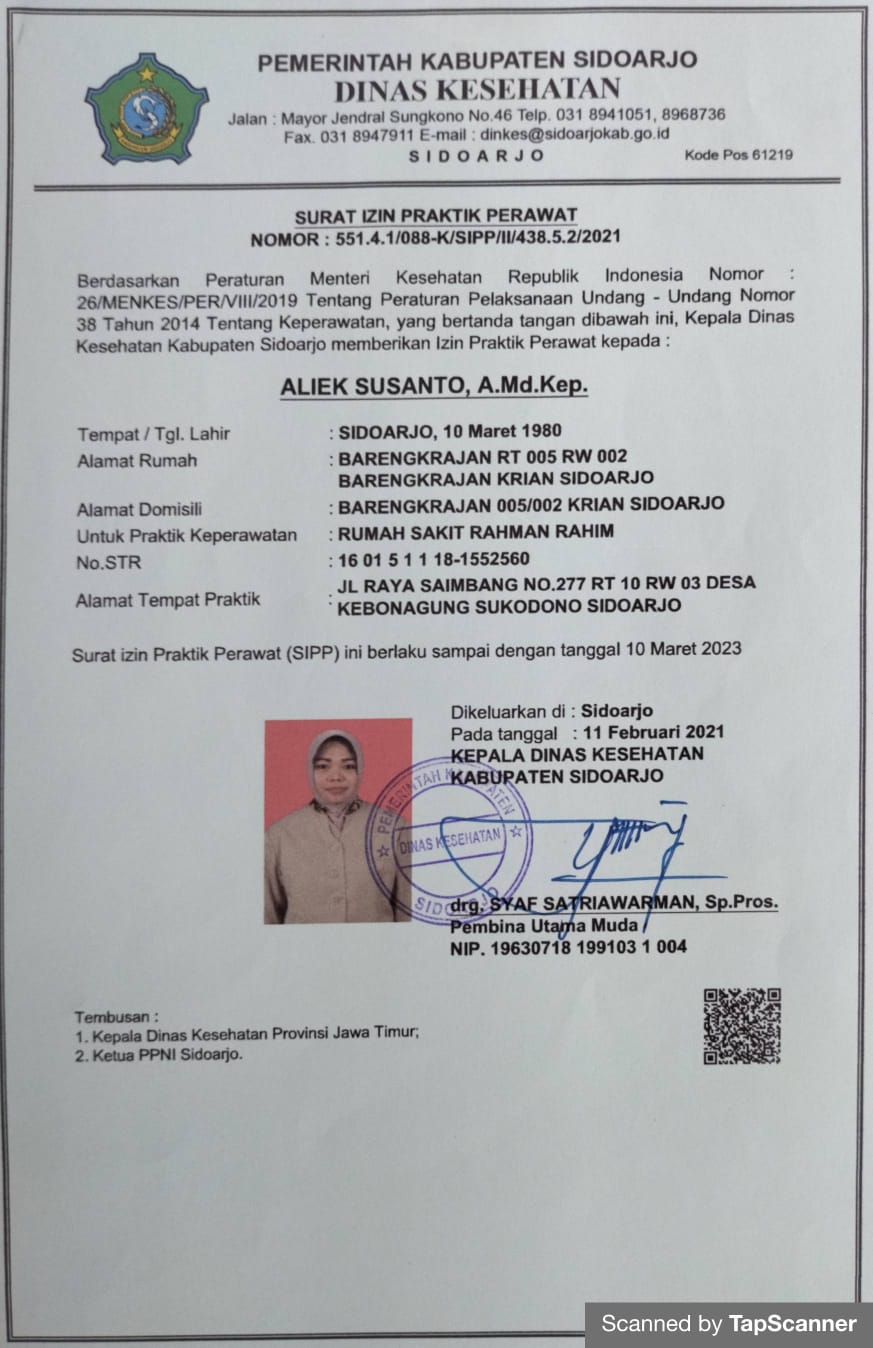 PEMERINTAH KABUPATEN SIDOARJO
DINAS KESEHATAN
Jalan : Mayor Jendral Sungkono No.46 Telp. 031 8941051, 8968736
Fax. 031 8947911 E-mail : dinkes@sidoarjokab.go.id
S I D O A R J O Kode Pos 61219
SURAT IZIN PRAKTIK PERAWAT
NOMOR : 551.4.1/088-K/SIPP/II/438.5.2/2021
Berdasarkan Peraturan Menteri Kesehatan Republik Indonesia Nomor :
26/MENKES/PER/VIII/2019 Tentang Peraturan Pelaksanaan Undang - Undang Nomor
38 Tahun 2014 Tentang Keperawatan, yang bertanda tangan dibawah ini, Kepala Dinas
Kesehatan Kabupaten Sidoarjo memberikan Izin Praktik Perawat kepada :
ALIEK SUSANTO, A.Md.Kep.
Tempat / Tgl. Lahir : SIDOARJO, 10 Maret 1980
Alamat Rumah : BARENGKRAJAN RT 005 RW 002
BARENGKRAJAN KRIAN SIDOARJO
Alamat Domisili : BARENGKRAJAN 005/002 KRIAN SIDOARJO
Untuk Praktik Keperawatan : RUMAH SAKIT RAHMAN RAHIM
No.STR : 16 01 5 1 1 18-1552560
Alamat Tempat Praktik : JL RAYA SAIMBANG NO.277 RT 10 RW 03 DESA
KEBONAGUNG SUKODONO SIDOARJO
Surat izin Praktik Perawat (SIPP) ini berlaku sampai dengan tanggal 10 Maret 2023
Dikeluarkan di : Sidoarjo
Pada tanggal : 11 Februari 2021
KEPALA DINAS KESEHATAN
KABUPATEN SIDOARJO
PEMERINTAH KABUPATEN
DINAS KESEHATAN
SIDOARJO
drg. SYAF SATRIAWARMAN, Sp.Pros.
Pembina Utama Muda
NIP. 19630718 199103 1 004
Tembusan :
1. Kepala Dinas Kesehatan Provinsi Jawa Timur;
2. Ketua PPNI Sidoarjo.
Scanned by TapScanner